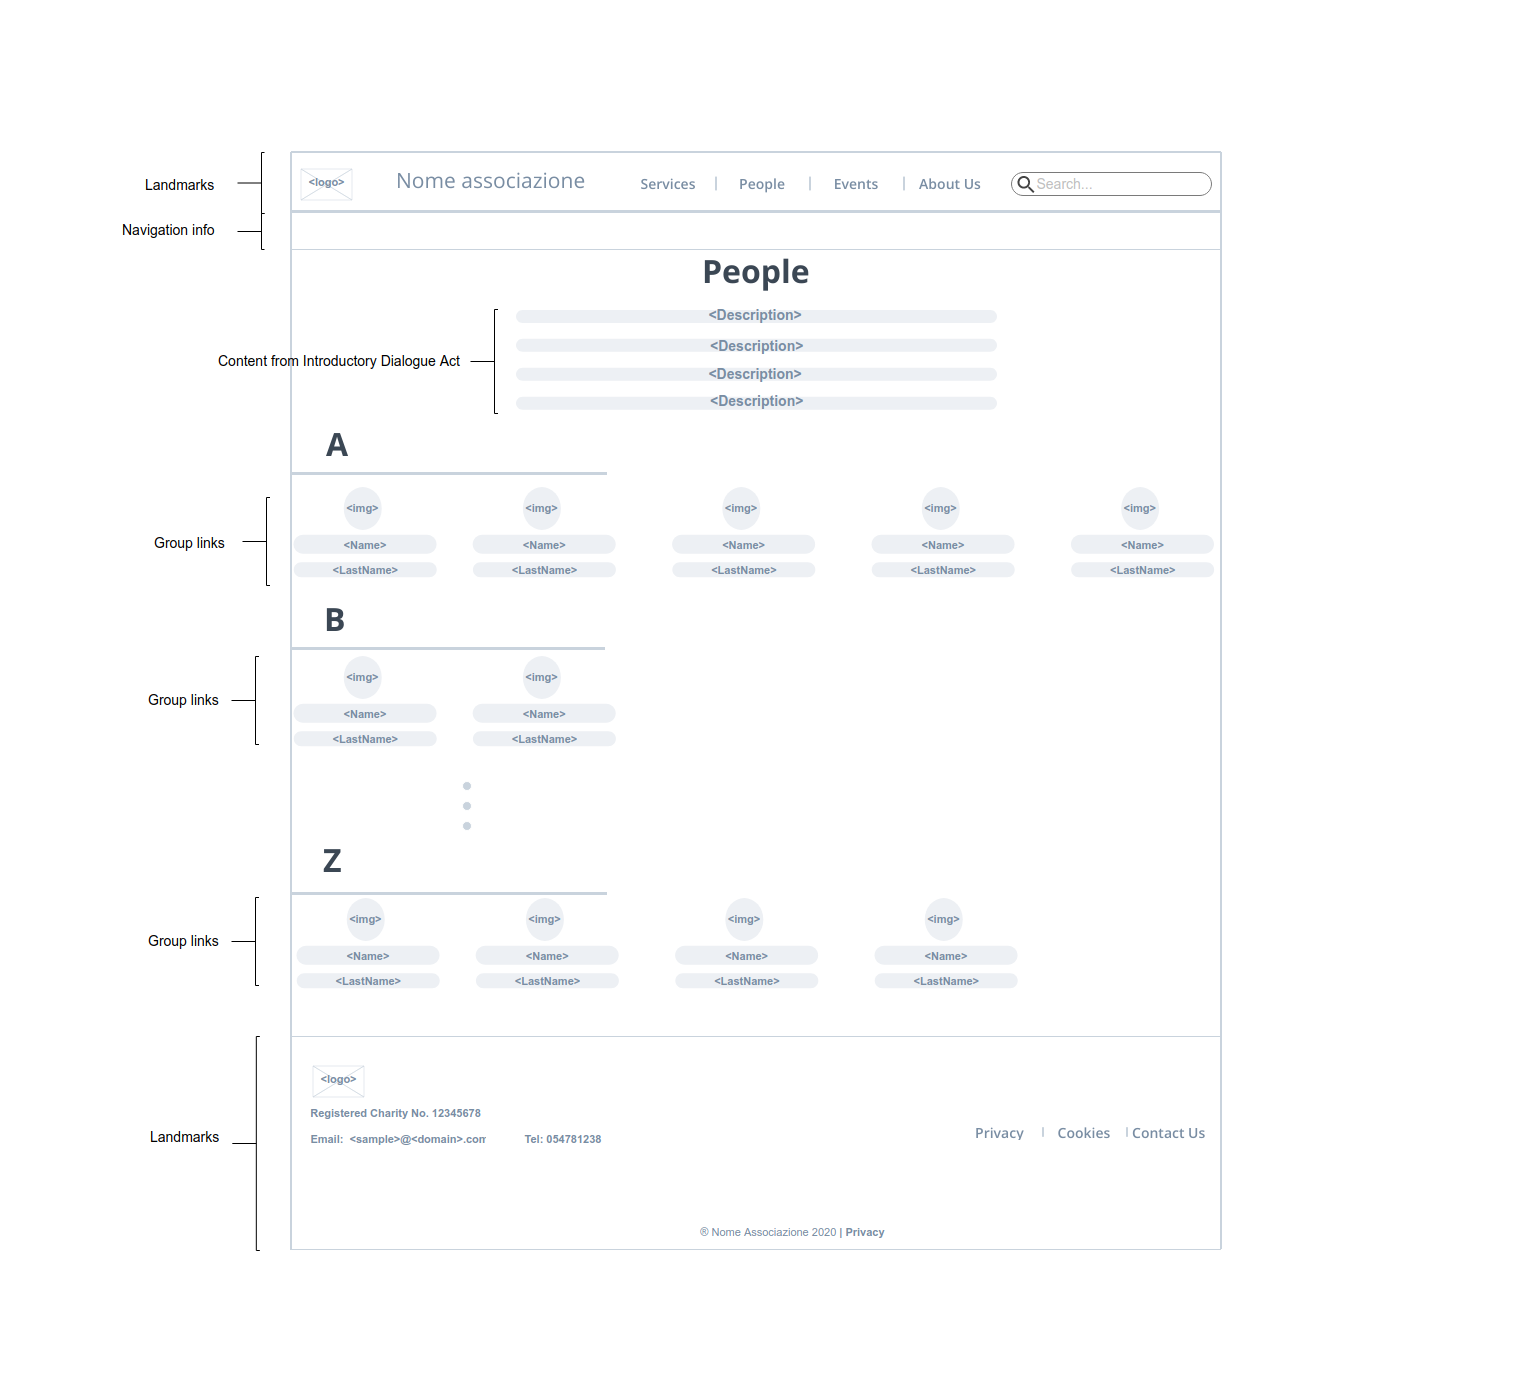 Landmarks
<logo> Nome associazione Services | People | Events | About Us Search...
Navigation info
People
<Description>
<Description>
Content from Introductory Dialogue Act
<Description>
<Description>
A
<img> <img> <img> <img> <img>
Group links
<Name> <Name> <Name> <Name> <Name>
<LastName> <LastName> <LastName> <LastName> <LastName>
B
<img> <img>
Group links
<Name> <Name>
<LastName> <LastName>
Z
<img> <img> <img> <img>
Group links
<Name> <Name> <Name> <Name>
<LastName> <LastName> <LastName> <LastName>
<logo>
Registered Charity No. 12345678
Landmarks
Email: <sample>@<domain>.com Tel: 054781238
Privacy | Cookies | Contact Us
® Nome Associazione 2020 | Privacy